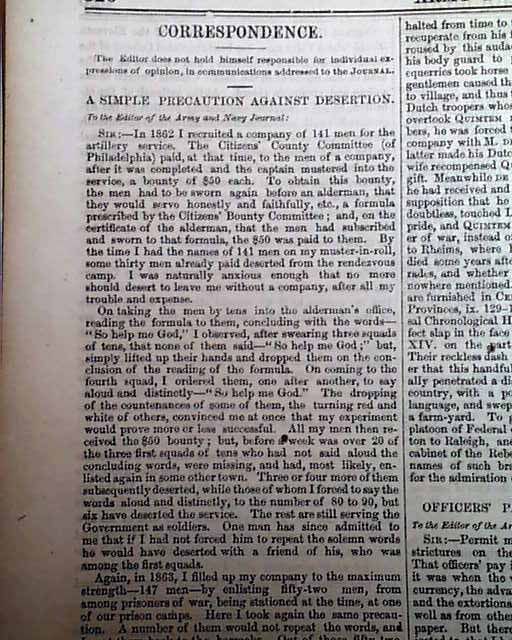 CORRESPONDENCE.
The Editor does not hold himself responsible for individual ex-
pressions of opinion, in communications addressed to the JOURNAL.
A SIMPLE PRECAUTION AGAINST DESERTION.
To the Editor of the Army and Navy Journal:
SIR:—In 1862 I recruited a company of 141 men for the
artillery service. The Citizens' County Committee (of
Philadelphia) paid, at that time, to the men of a company,
after it was completed and the captain mustered into the
service, a bounty of $50 each. To obtain this bounty,
the men had to be sworn again before an alderman, that
they would serve honestly and faithfully, etc., a formula
prescribed by the Citizens' Bounty Committee; and, on the
certificate of the alderman, that the men had subscribed
and sworn to that formula, the $50 was paid to them. By
the time I had the names of 141 men on my muster-in-roll,
some thirty men already paid deserted from the rendezvous
camp. I was naturally anxious enough that no more
should desert to leave me without a company, after all my
trouble and expense.
On taking the men by tens into the alderman's office,
reading the formula to them, concluding with the words—
"So help me God," I observed, after swearing three squads
of tens, that none of them said—"So help me God;" but,
simply lifted up their hands and dropped them on the con-
clusion of the reading of the formula. On coming to the
fourth squad, I ordered them, one after another, to say
aloud and distinctly—"So help me God." The dropping
of the countenances of some of them, the turning red and
white of others, convinced me at once that my experiment
would prove more or less successful. All my men then re-
ceived the $50 bounty; but, before a week was over 20 of
the three first squads of tens who had not said aloud the
concluding words, were missing, and had, most likely, en-
listed again in some other town. Three or four more of them
subsequently deserted, while those of whom I forced to say the
words aloud and distinctly, to the number of 80 to 90, but
six have deserted the service. The rest are still serving the
Government as soldiers. One man has since admitted to
me that if I had not forced him to repeat the solemn words
he would have deserted with a friend of his, who was
among the first squads.
Again, in 1863, I filled up my company to the maximum
strength—147 men—by enlisting fifty-two men, from
among prisoners of war, being stationed at the time, at one
of our prison camps. Here I took again the same precau-
tion. A number of them would not repeat the words, and
halted from time to
recuperate from his
roused by this auda
his body guard to
equerries took horse
gentlemen caused th
to village, and thus
Dutch troopers whos
overtook QUINTEM
bers, he was forced
company with M. D
latter made his Dutc
wife recompensed Q
gift. Meanwhile DE
he had received and
supposition that he
doubtless, touched L
pride, and QUINTEM
er of war, instead o
to Rheims, where
died some years afte
rades, and whether
nowhere mentioned.
are furnished in CE
Provinces, ix. 129-
sal Chronological H
fect slap in the face
XIV. on the part
Their reckless dash
er that this handful
ally penetrated a di
country, with a po
language, and swep
a farm-yard. To
platoon of Federal
ton to Raleigh, and
cabinet of the Rebe
names of such bra
for the admiration
OFFICERS' P
To the Editor of the Ar
SIR:—Permit m
strictures on the
That officers' pay
it was when the
currency, the adva
and the extortions
well as from other
paper. But there